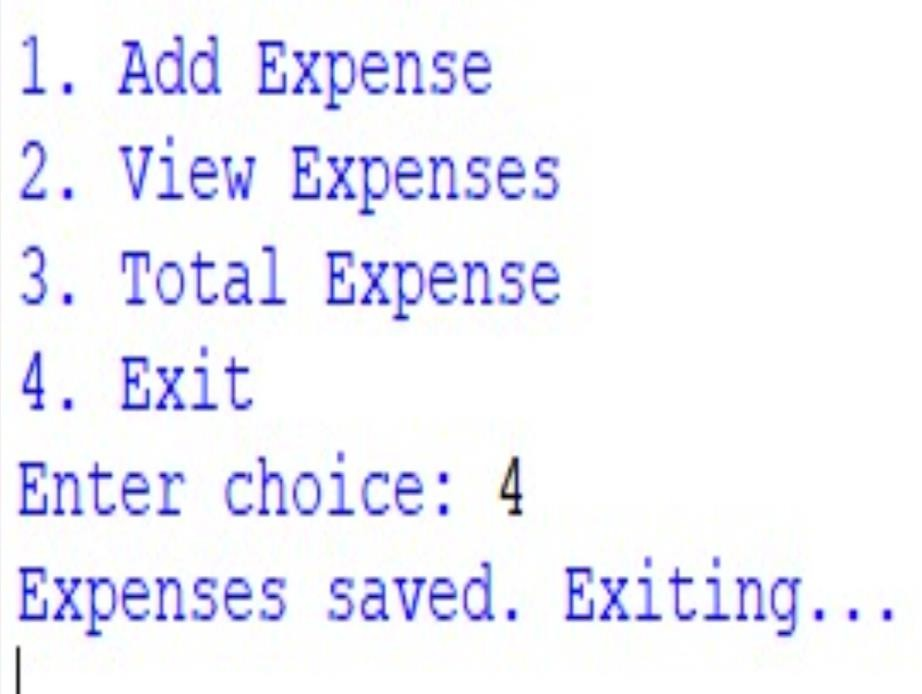 1. Add Expense
2. View Expenses
3. Total Expense
4. Exit
Enter choice: 4
Expenses saved. Exiting...